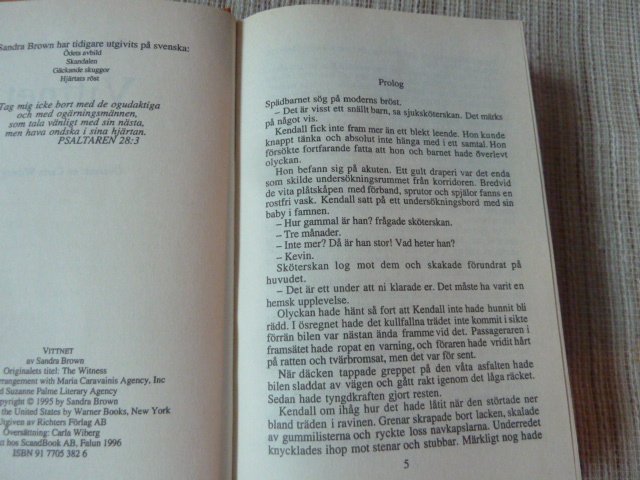 Sandra Brown har tidigare utgivits på svenska:
Ödets avbild
Skandalen
Gäckande skuggor
Hjärtats röst
Tag mig icke bort med de ogudaktiga
och med ogärningsmännen,
som tala vänligt med sin nästa,
men hava ondska i sina hjärtan.
PSALTAREN 28:3
VITTNET
av Sandra Brown
Originalets titel: The Witness
arrangement with Maria Caravainis Agency, Inc
Suzanne Palme Literary Agency
Copyright © 1995 by Sandra Brown
the United States by Warner Books, New York
Utgiven av Richters Förlag AB
Översättning: Carla Wiberg
hos ScandBook AB, Falun 1996
ISBN 91 7705 382 6
Prolog
Spädbarnet sög på moderns bröst.
– Det är visst ett snällt barn, sa sjuksköterskan. Det märks
på något vis.
Kendall fick inte fram mer än ett blekt leende. Hon kunde
knappt tänka och absolut inte hänga med i ett samtal. Hon
försökte fortfarande fatta att hon och barnet hade överlevt
olyckan.
Hon befann sig på akuten. Ett gult draperi var det enda
som skilde undersökningsrummet från korridoren. Bredvid
de vita plåtskåpen med förband, sprutor och spjälor fanns en
rostfri vask. Kendall satt på ett undersökningsbord med sin
baby i famnen.
– Hur gammal är han? frågade sköterskan.
– Tre månader.
– Inte mer? Då är han stor! Vad heter han?
– Kevin.
Sköterskan log mot dem och skakade förundrat på
huvudet.
– Det är ett under att ni klarade er. Det måste ha varit en
hemsk upplevelse.
Olyckan hade hänt så fort att Kendall inte hade hunnit bli
rädd. I ösregnet hade det kullfallna trädet inte kommit i sikte
förrän bilen var nästan ända framme vid det. Passageraren i
framsätet hade ropat en varning, och föraren hade vridit hårt
på ratten och tvärbromsat, men det var för sent.
När däcken tappade greppet på den våta asfalten hade
bilen sladdat av vägen och gått rakt igenom det låga räcket.
Sedan hade tyngdkraften gjort resten.
Kendall kom ihåg hur det hade låtit när den störtade ner
bland träden i ravinen. Grenar skrapade bort lacken, skalade
av gummilisterna och ryckte loss navkapslarna. Underredet
knycklades ihop mot stenar och stubbar. Märkligt nog hade
5